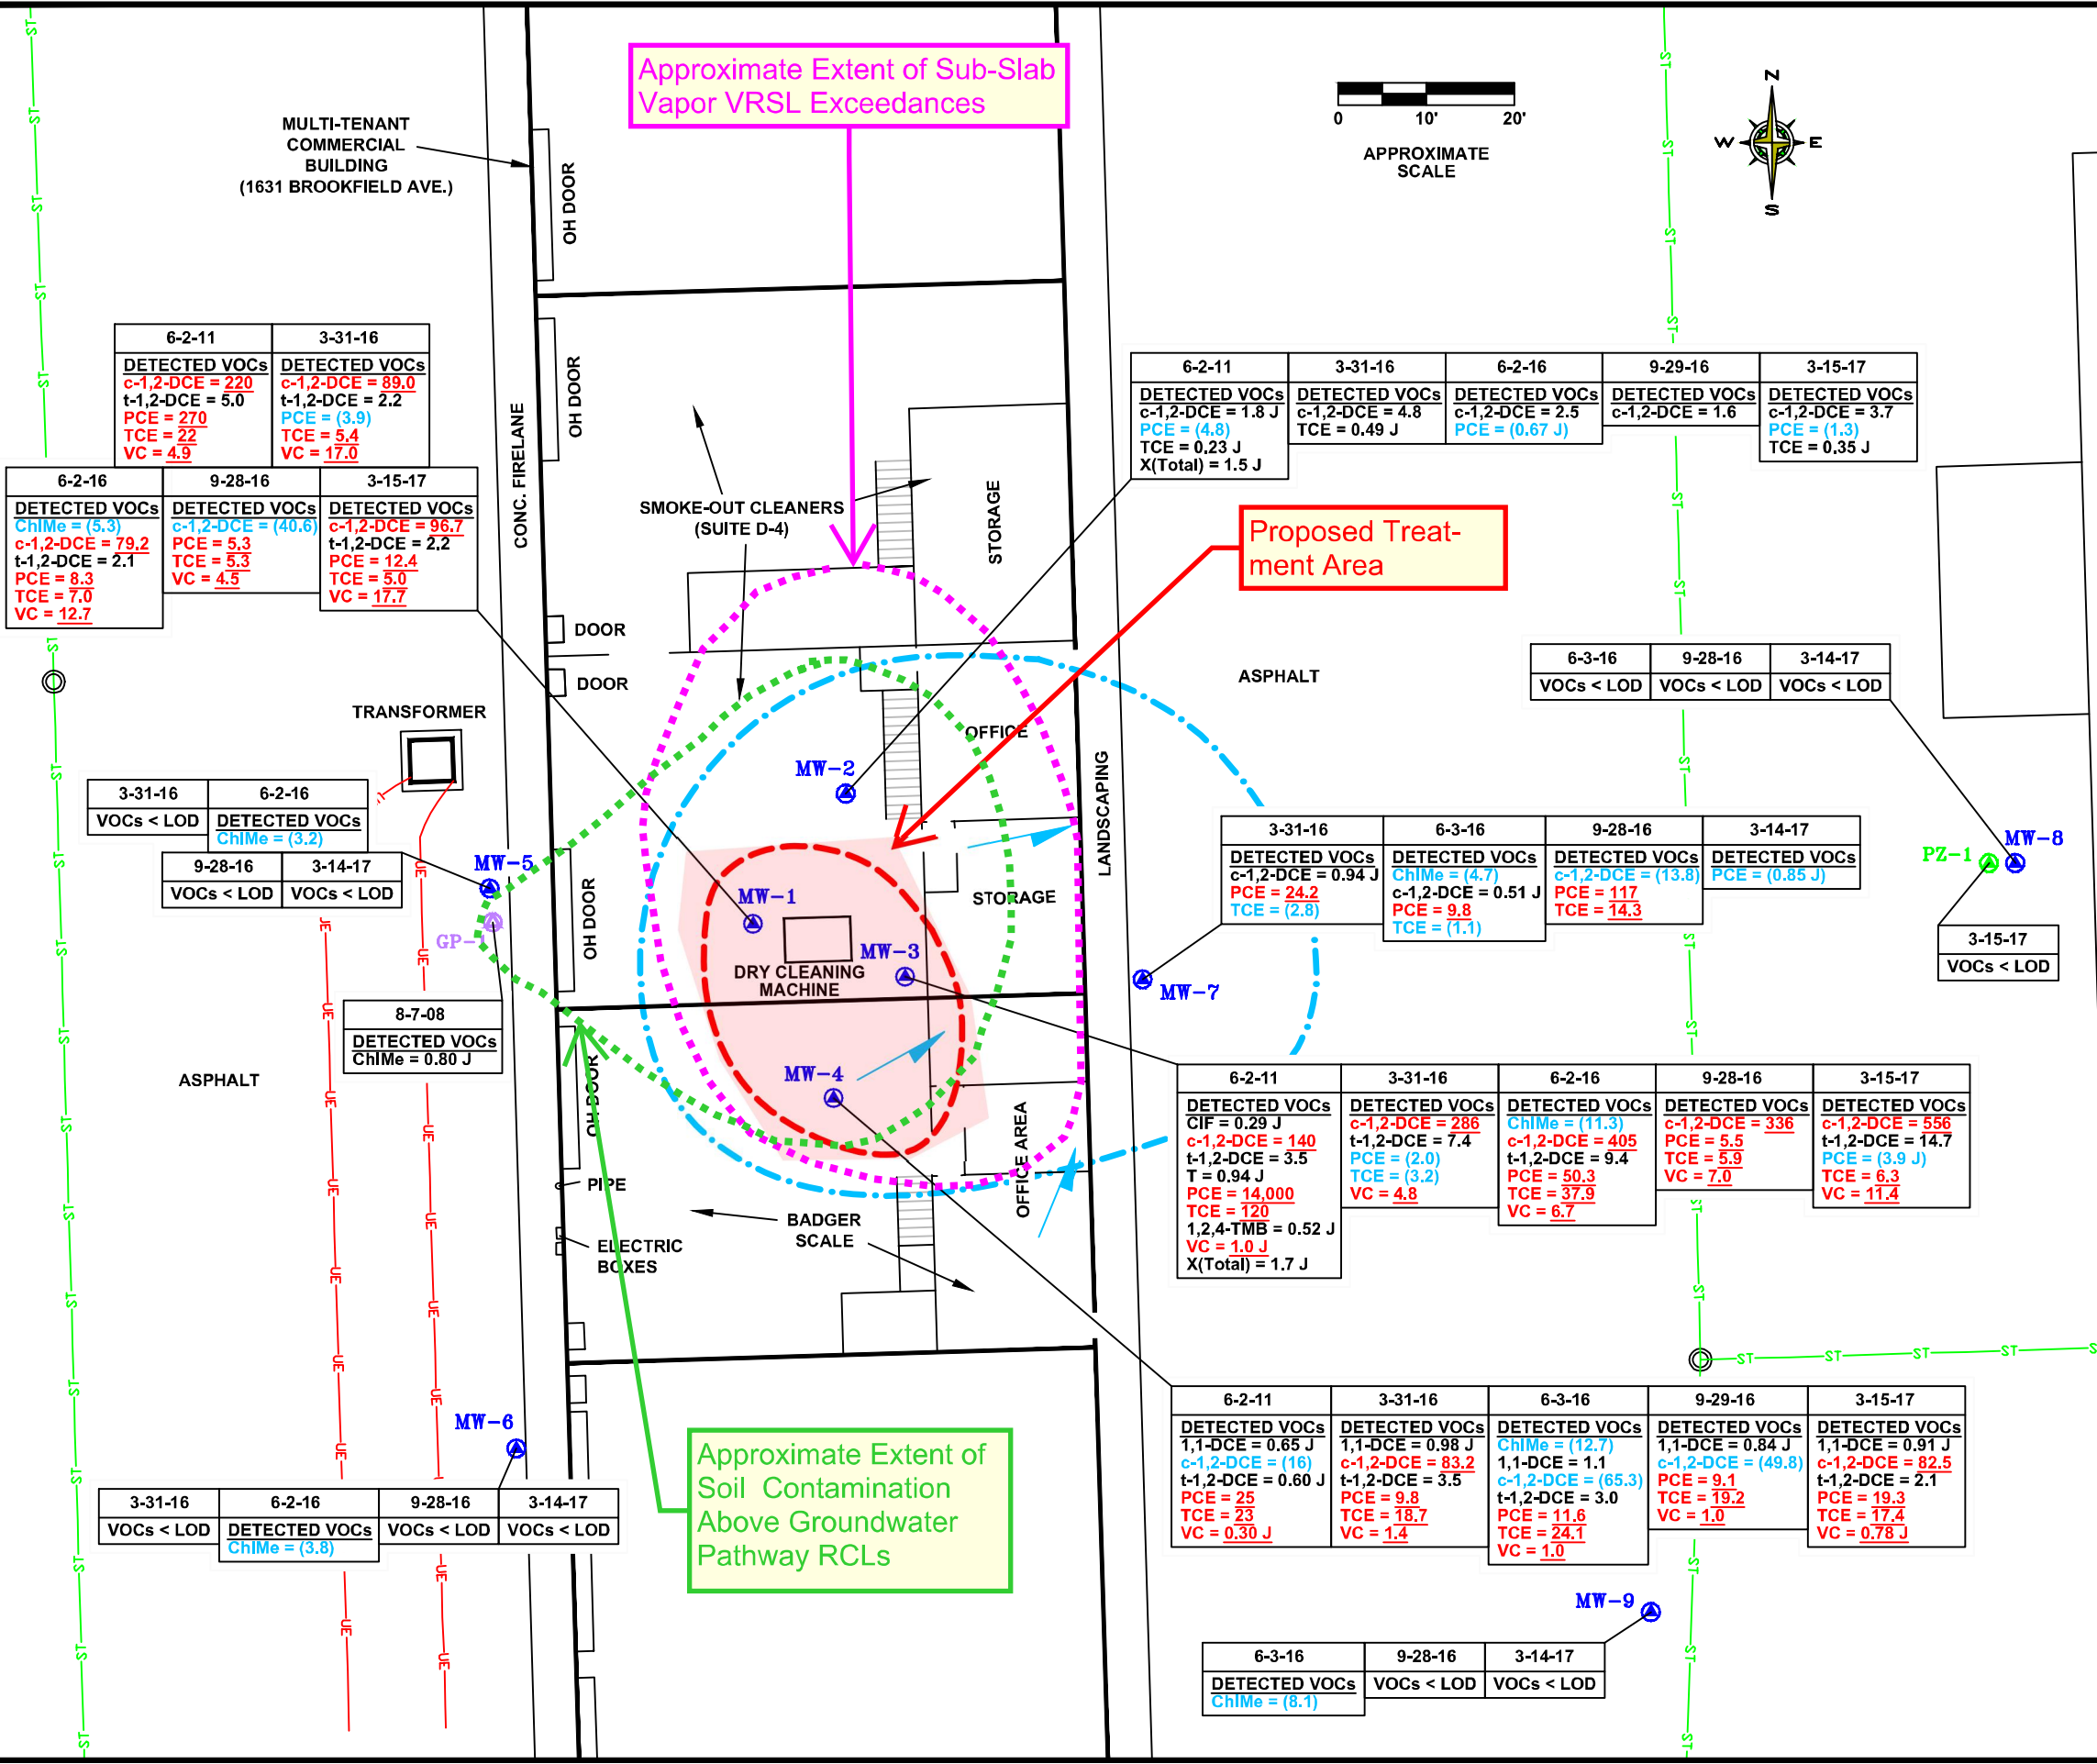 Approximate Extent of Sub-Slab
Vapor VRSL Exceedances
0 10' 20'
APPROXIMATE
SCALE
N
W E
S
MULTI-TENANT
COMMERCIAL
BUILDING
(1631 BROOKFIELD AVE.)
OH DOOR
OH DOOR
CONC. FIRELANE
6-2-11
DETECTED VOCs
c-1,2-DCE = 220
t-1,2-DCE = 5.0
PCE = 270
TCE = 22
VC = 4.9
3-31-16
DETECTED VOCs
c-1,2-DCE = 89.0
t-1,2-DCE = 2.2
PCE = (3.9)
TCE = 5.4
VC = 17.0
6-2-16
DETECTED VOCs
ChlMe = (5.3)
c-1,2-DCE = 79.2
t-1,2-DCE = 2.1
PCE = 8.3
TCE = 7.0
VC = 12.7
9-28-16
DETECTED VOCs
c-1,2-DCE = (40.6)
PCE = 5.3
TCE = 5.3
VC = 4.5
3-15-17
DETECTED VOCs
c-1,2-DCE = 96.7
t-1,2-DCE = 2.2
PCE = 12.4
TCE = 5.0
VC = 17.7
6-2-11
DETECTED VOCs
c-1,2-DCE = 1.8 J
PCE = (4.8)
TCE = 0.23 J
X(Total) = 1.5 J
3-31-16
DETECTED VOCs
c-1,2-DCE = 4.8
TCE = 0.49 J
6-2-16
DETECTED VOCs
c-1,2-DCE = 2.5
PCE = (0.67 J)
9-29-16
DETECTED VOCs
c-1,2-DCE = 1.6
3-15-17
DETECTED VOCs
c-1,2-DCE = 3.7
PCE = (1.3)
TCE = 0.35 J
SMOKE-OUT CLEANERS
(SUITE D-4)
STORAGE
Proposed Treat-
ment Area
DOOR
DOOR
ASPHALT
6-3-16 9-28-16 3-14-17
VOCs < LOD VOCs < LOD VOCs < LOD
TRANSFORMER
OFFICE
MW-2
LANDSCAPING
3-31-16
VOCs < LOD
6-2-16
DETECTED VOCs
ChlMe = (3.2)
9-28-16 3-14-17
VOCs < LOD VOCs < LOD
MW-5
GP-1
OH DOOR
MW-1
STORAGE
MW-3
DRY CLEANING
MACHINE
MW-7
3-31-16
DETECTED VOCs
c-1,2-DCE = 0.94 J
PCE = 24.2
TCE = (2.8)
6-3-16
DETECTED VOCs
ChlMe = (4.7)
c-1,2-DCE = 0.51 J
PCE = 9.8
TCE = (1.1)
9-28-16
DETECTED VOCs
c-1,2-DCE = (13.8)
PCE = 117
TCE = 14.3
3-14-17
DETECTED VOCs
PCE = (0.85 J)
PZ-1
MW-8
3-15-17
VOCs < LOD
8-7-08
DETECTED VOCs
ChlMe = 0.80 J
ASPHALT
OH DOOR
MW-4
6-2-11
DETECTED VOCs
ClF = 0.29 J
c-1,2-DCE = 140
t-1,2-DCE = 3.5
T = 0.94 J
PCE = 14,000
TCE = 120
1,2,4-TMB = 0.52 J
VC = 1.0 J
X(Total) = 1.7 J
3-31-16
DETECTED VOCs
c-1,2-DCE = 286
t-1,2-DCE = 7.4
PCE = (2.0)
TCE = (3.2)
VC = 4.8
6-2-16
DETECTED VOCs
ChlMe = (11.3)
c-1,2-DCE = 405
t-1,2-DCE = 9.4
PCE = 50.3
TCE = 37.9
VC = 6.7
9-28-16
DETECTED VOCs
c-1,2-DCE = 336
PCE = 5.5
TCE = 5.9
VC = 7.0
3-15-17
DETECTED VOCs
c-1,2-DCE = 556
t-1,2-DCE = 14.7
PCE = (3.9 J)
TCE = 6.3
VC = 11.4
OFFICE AREA
PIPE
BADGER
SCALE
ELECTRIC
BOXES
MW-6
3-31-16
VOCs < LOD
6-2-16
DETECTED VOCs
ChlMe = (3.8)
9-28-16
VOCs < LOD
3-14-17
VOCs < LOD
Approximate Extent of
Soil Contamination
Above Groundwater
Pathway RCLs
6-2-11
DETECTED VOCs
1,1-DCE = 0.65 J
c-1,2-DCE = (16)
t-1,2-DCE = 0.60 J
PCE = 25
TCE = 23
VC = 0.30 J
3-31-16
DETECTED VOCs
1,1-DCE = 0.98 J
c-1,2-DCE = 83.2
t-1,2-DCE = 3.5
PCE = 9.8
TCE = 18.7
VC = 1.4
6-3-16
DETECTED VOCs
ChlMe = (12.7)
1,1-DCE = 1.1
c-1,2-DCE = (65.3)
t-1,2-DCE = 3.0
PCE = 11.6
TCE = 24.1
VC = 1.0
9-29-16
DETECTED VOCs
1,1-DCE = 0.84 J
c-1,2-DCE = (49.8)
PCE = 9.1
TCE = 19.2
VC = 1.0
3-15-17
DETECTED VOCs
1,1-DCE = 0.91 J
c-1,2-DCE = 82.5
t-1,2-DCE = 2.1
PCE = 19.3
TCE = 17.4
VC = 0.78 J
MW-9
6-3-16
DETECTED VOCs
ChlMe = (8.1)
9-28-16
VOCs < LOD
3-14-17
VOCs < LOD